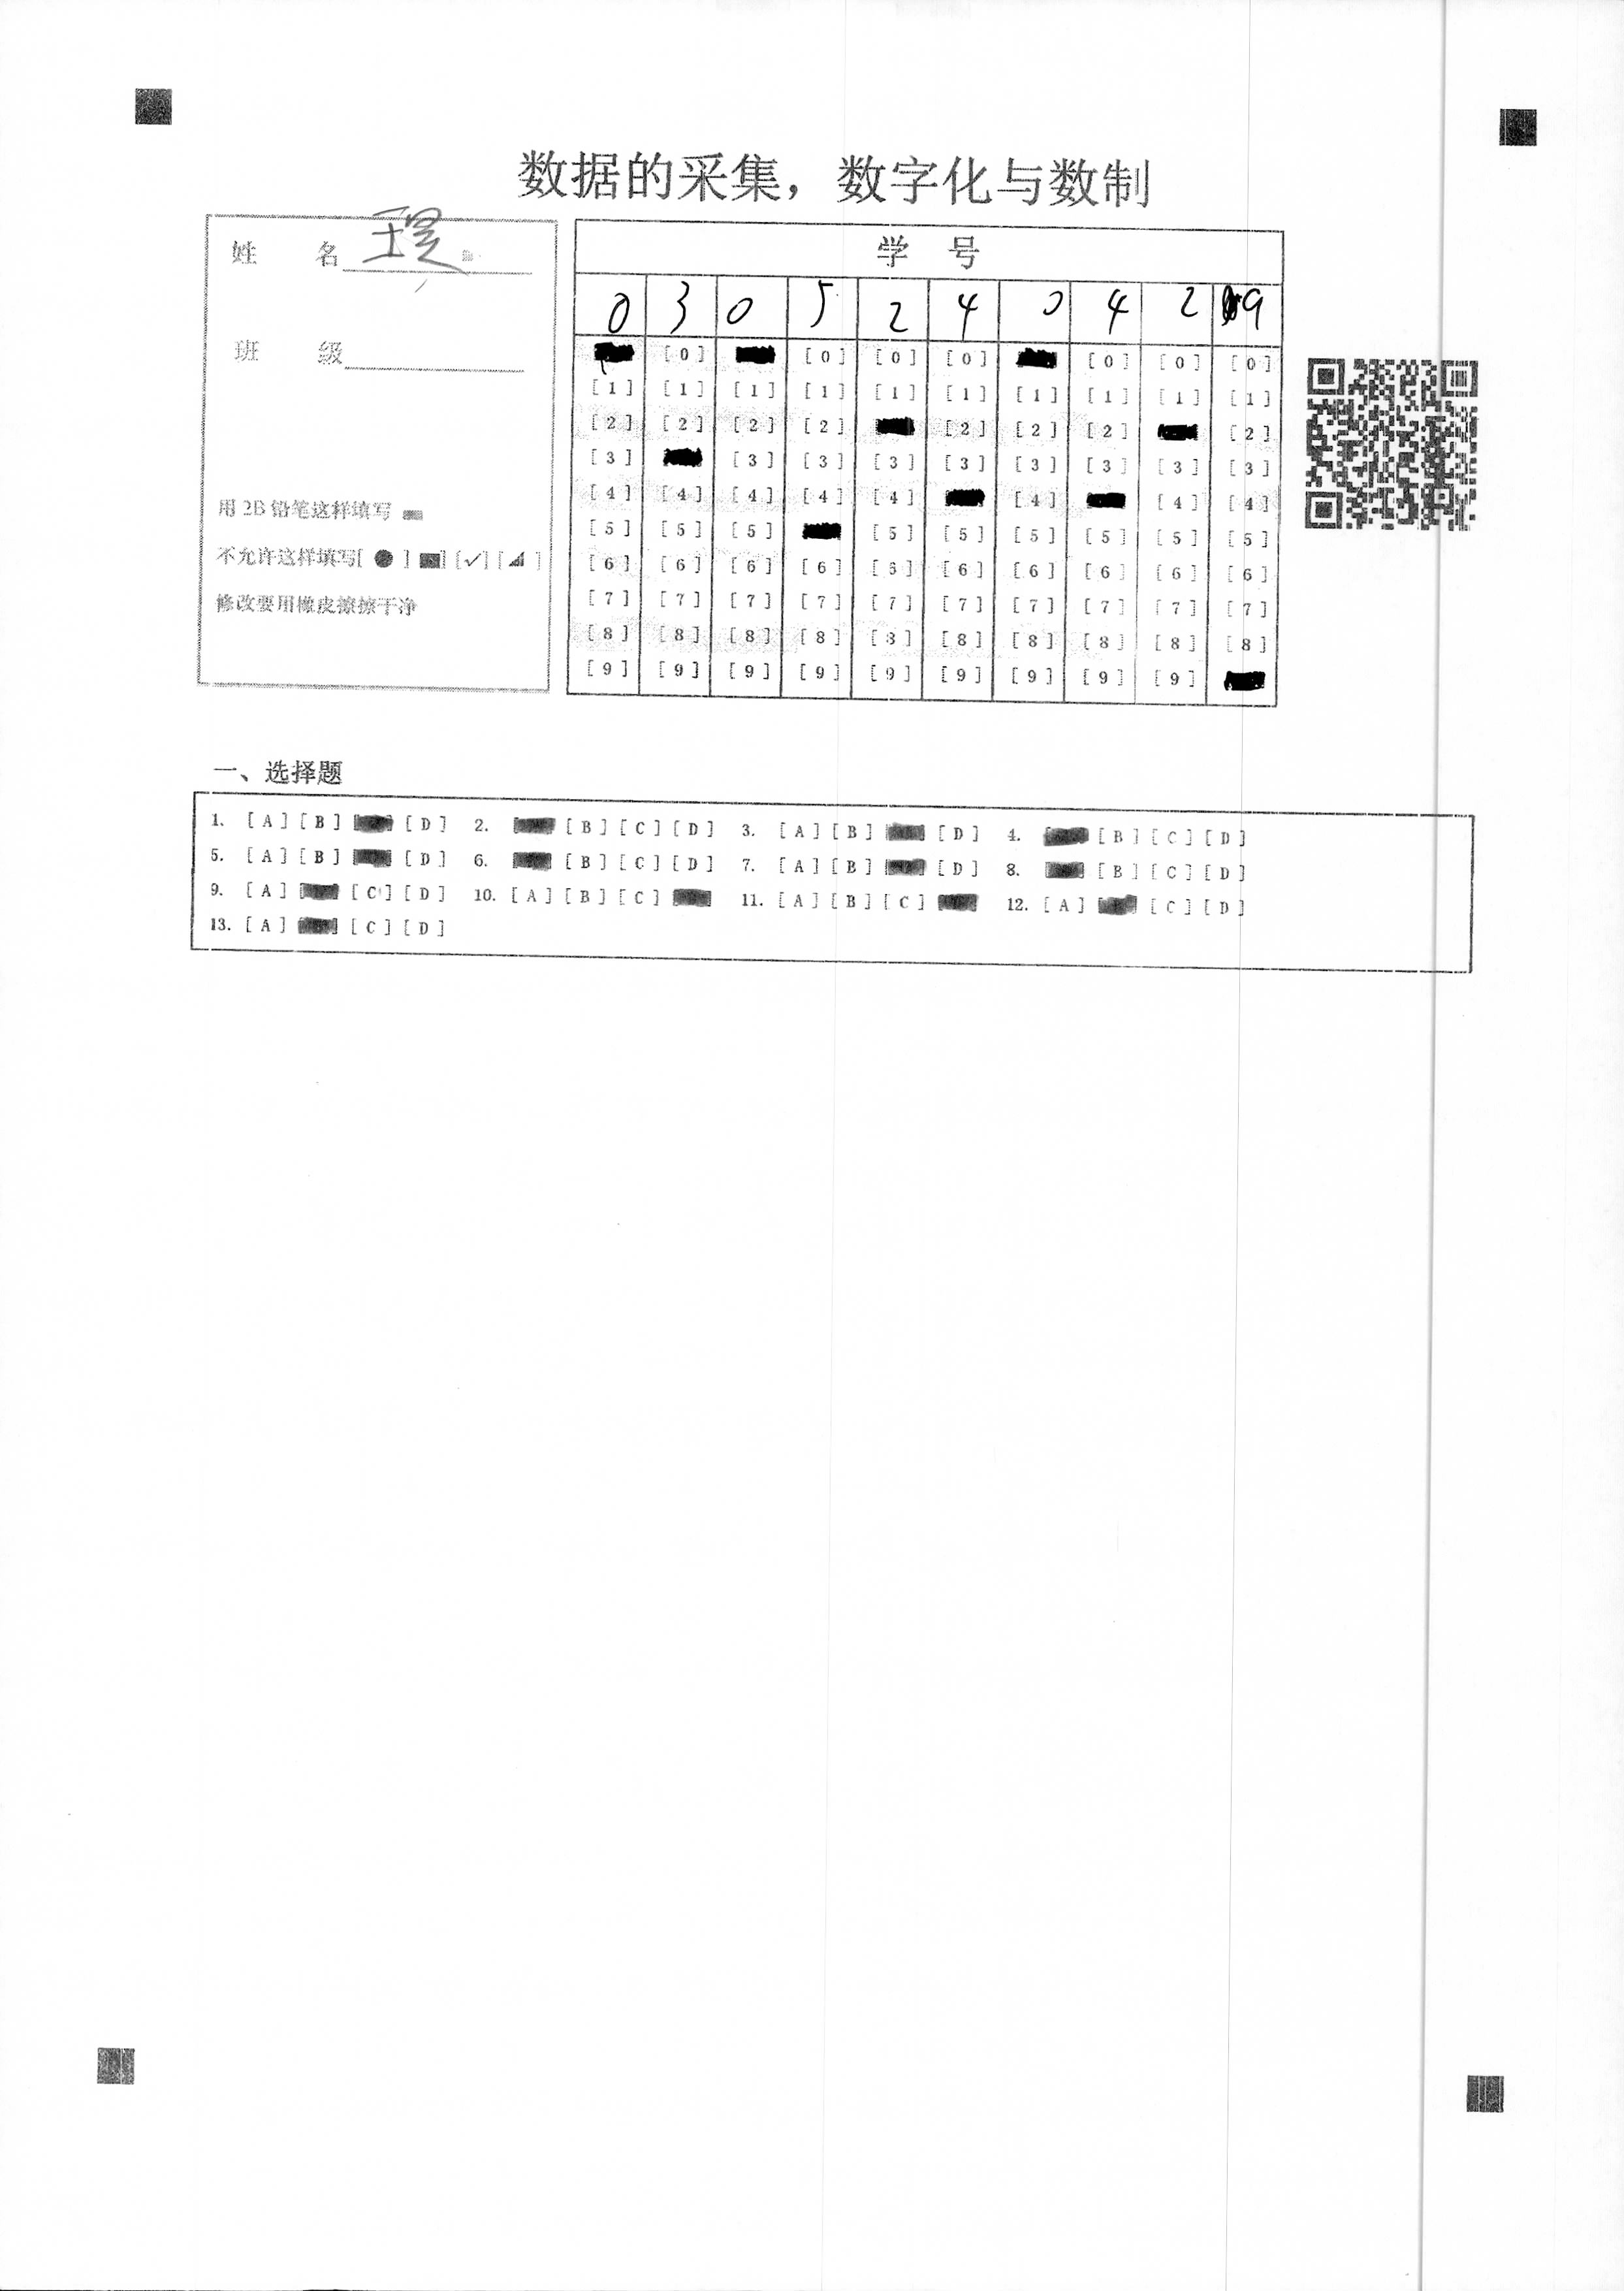 数据的采集，数字化与数制
姓 名
班 级
用 2B 铅笔这样填写
不允许这样填写[ ● ] [ ] [✓] [ ]
修改要用橡皮擦擦干净
学 号
0 3 0 5 2 4 0 4 2 9
[0] [0] [0] [0] [0] [0] [0]
[1] [1] [1] [1] [1] [1] [1] [1] [1] [1]
[2] [2] [2] [2] [2] [2] [2] [2]
[3] [3] [3] [3] [3] [3] [3] [3] [3]
[4] [4] [4] [4] [4] [4] [4] [4]
[5] [5] [5] [5] [5] [5] [5] [5] [5]
[6] [6] [6] [6] [6] [6] [6] [6] [6] [6]
[7] [7] [7] [7] [7] [7] [7] [7] [7] [7]
[8] [8] [8] [8] [8] [8] [8] [8] [8] [8]
[9] [9] [9] [9] [9] [9] [9] [9] [9]
一、选择题
1、 [A] [B] [D] 2. [B] [C] [D] 3. [A] [B] [D] 4. [B] [C] [D]
5. [A] [B] [D] 6. [B] [C] [D] 7. [A] [B] [D] 8. [B] [C] [D]
9. [A] [C] [D] 10. [A] [B] [C] 11. [A] [B] [C] 12. [A] [C] [D]
13. [A] [C] [D]